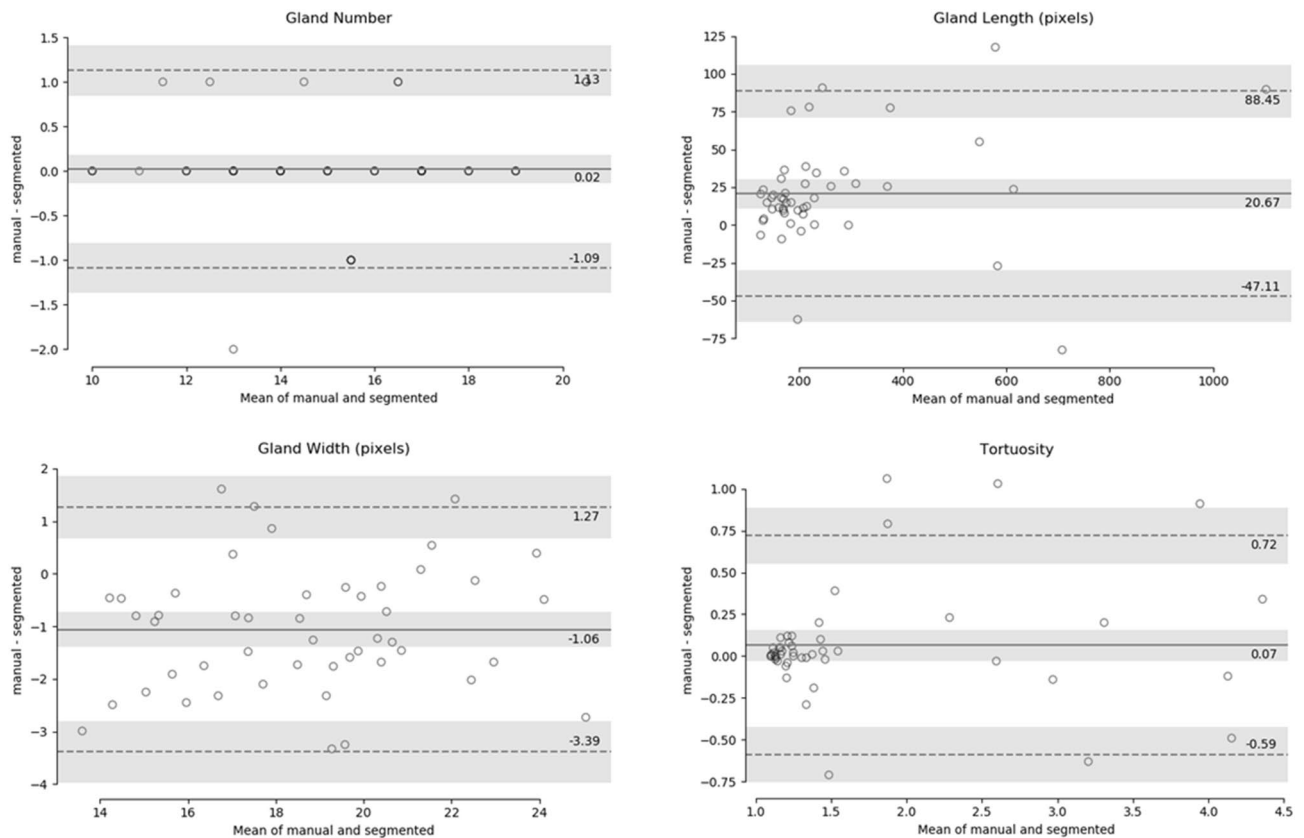 Gland Number
1.5
1.0
0.5
0.0
−0.5
−1.0
−1.5
−2.0
manual - segmented
1.13
0.02
-1.09
10 12 14 16 18 20
Mean of manual and segmented
Gland Length (pixels)
125
100
75
50
25
0
−25
−50
−75
manual - segmented
88.45
20.67
-47.11
200 400 600 800 1000
Mean of manual and segmented
Gland Width (pixels)
2
1
0
−1
−2
−3
−4
manual - segmented
1.27
-1.06
-3.39
14 16 18 20 22 24
Mean of manual and segmented
Tortuosity
1.00
0.75
0.50
0.25
0.00
−0.25
−0.50
−0.75
manual - segmented
0.72
0.07
-0.59
1.0 1.5 2.0 2.5 3.0 3.5 4.0 4.5
Mean of manual and segmented